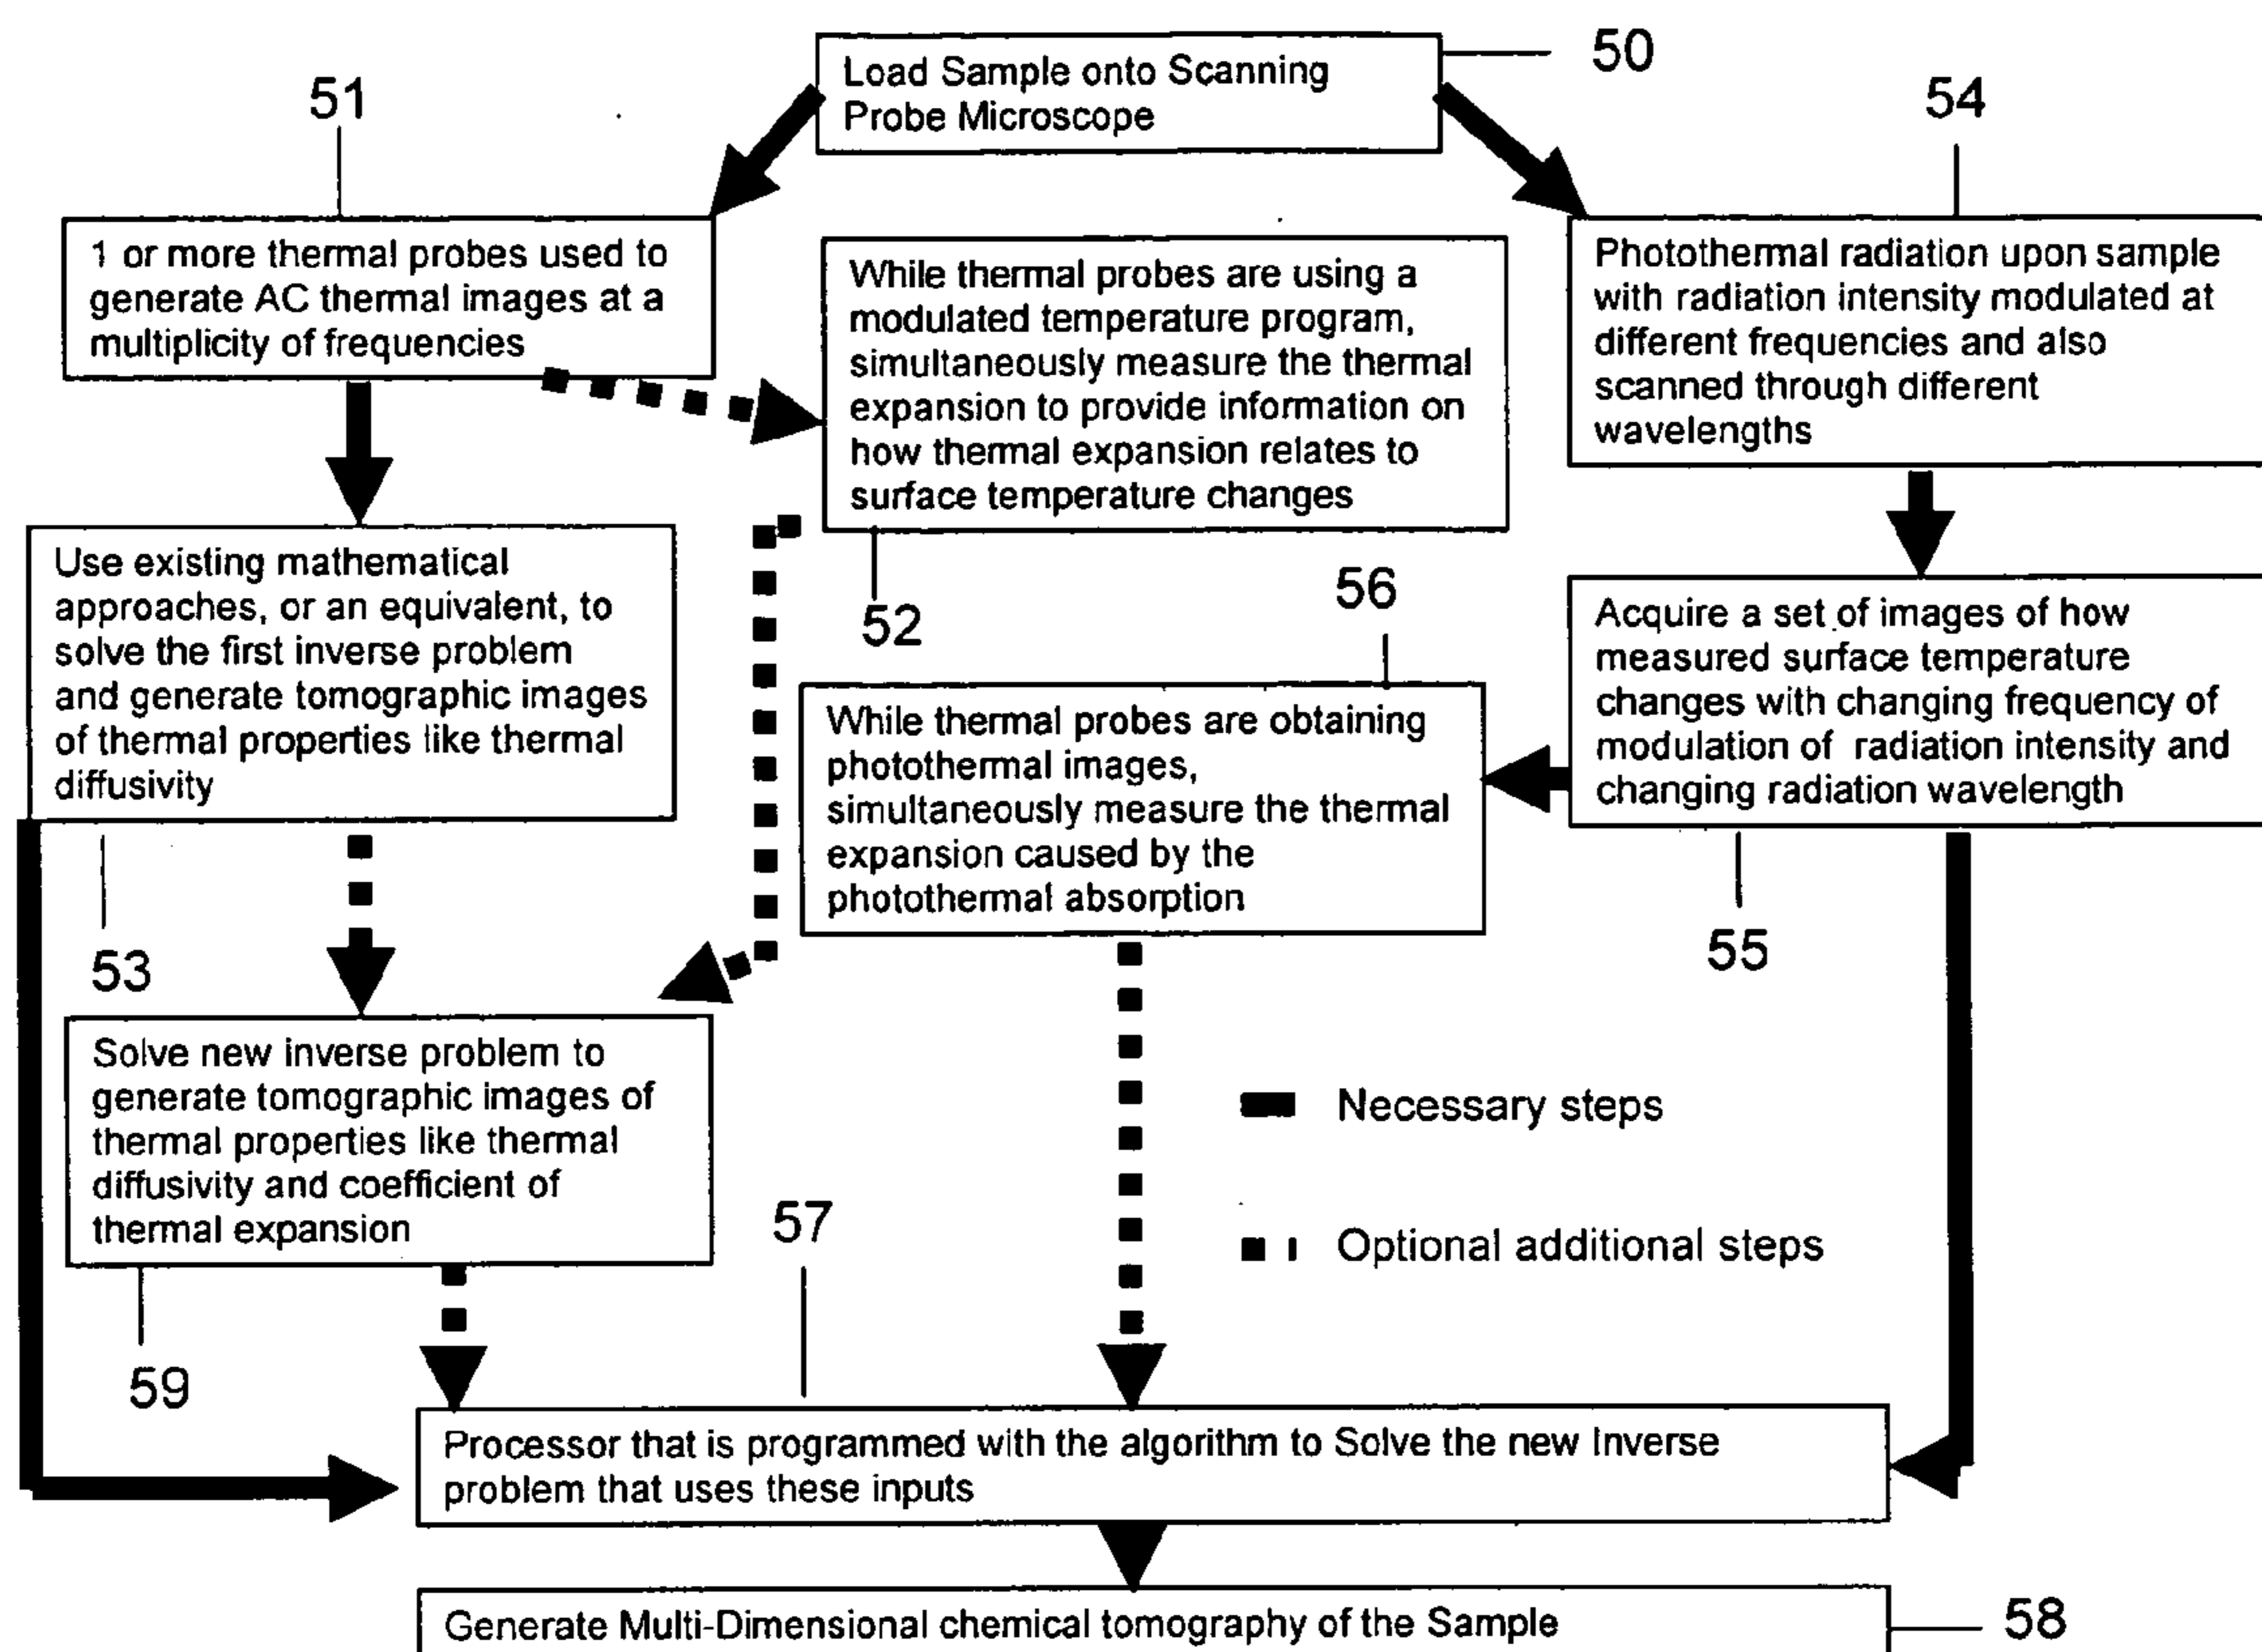 50
Load Sample onto Scanning
Probe Microscope
51
54
1 or more thermal probes used to
generate AC thermal images at a
multiplicity of frequencies
While thermal probes are using a
modulated temperature program,
simultaneously measure the thermal
expansion to provide information on
how thermal expansion relates to
surface temperature changes
Photothermal radiation upon sample
with radiation intensity modulated at
different frequencies and also
scanned through different
wavelengths
Use existing mathematical
approaches, or an equivalent, to
solve the first inverse problem
and generate tomographic images
of thermal properties like thermal
diffusivity
52
56
Acquire a set of images of how
measured surface temperature
changes with changing frequency of
modulation of radiation intensity and
changing radiation wavelength
While thermal probes are obtaining
photothermal images,
simultaneously measure the thermal
expansion caused by the
photothermal absorption
53
55
Solve new inverse problem to
generate tomographic images of
thermal properties like thermal
diffusivity and coefficient of
thermal expansion
Necessary steps
57
Optional additional steps
59
Processor that is programmed with the algorithm to Solve the new Inverse
problem that uses these inputs
Generate Multi-Dimensional chemical tomography of the Sample
58